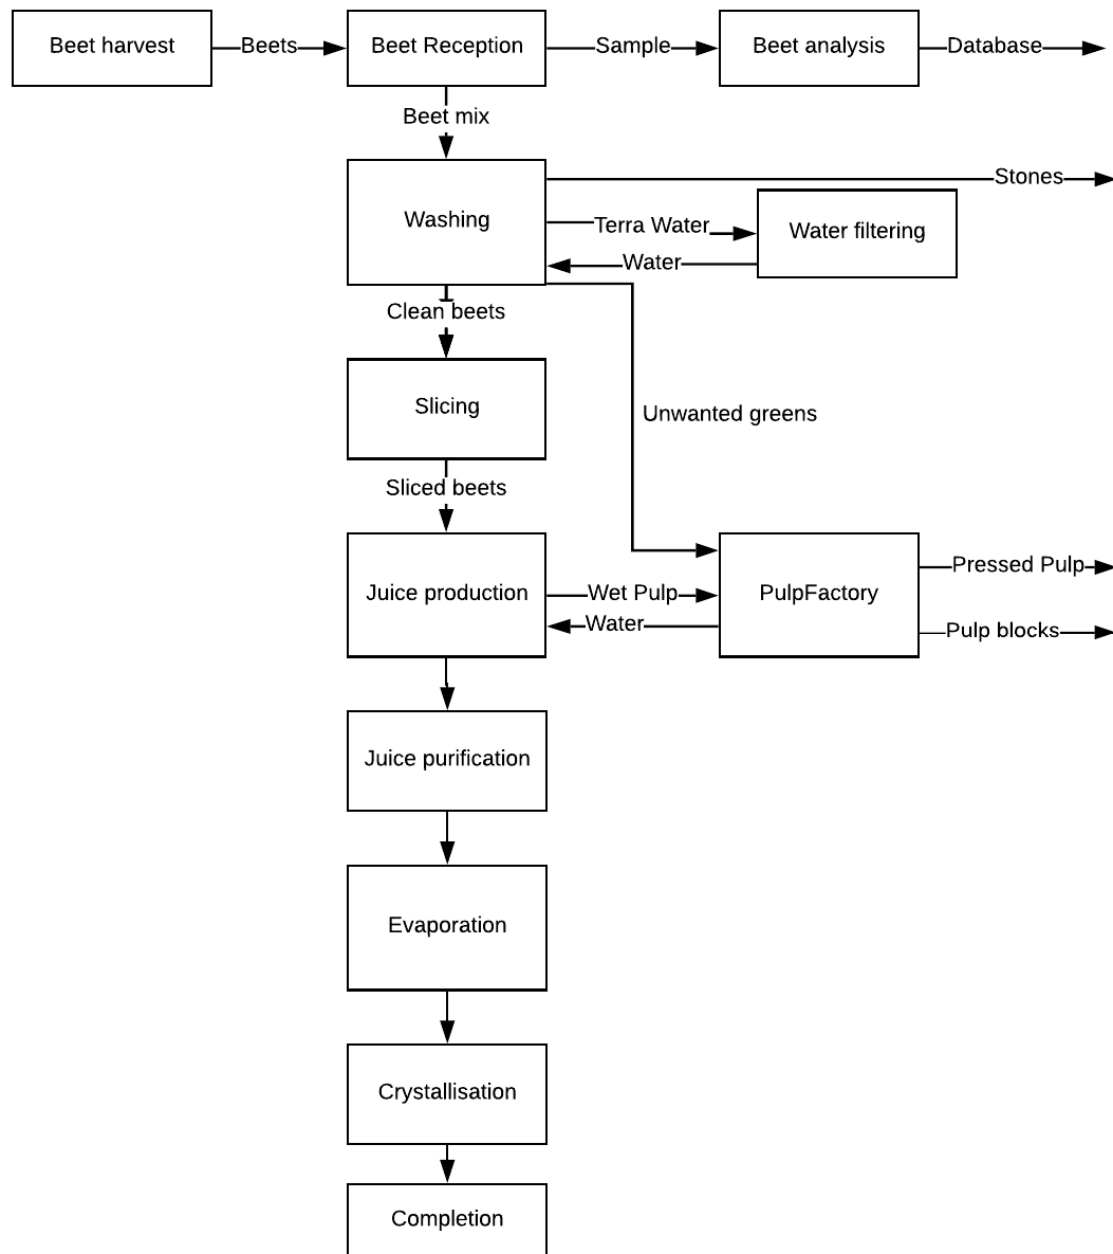 Beet harvest
Beets
Beet Reception
Sample
Beet analysis
Database
Beet mix
Washing
Stones
Terra Water
Water filtering
Water
Clean beets
Slicing
Unwanted greens
Sliced beets
Juice production
Wet Pulp
Water
PulpFactory
Pressed Pulp
Pulp blocks
Juice purification
Evaporation
Crystallisation
Completion